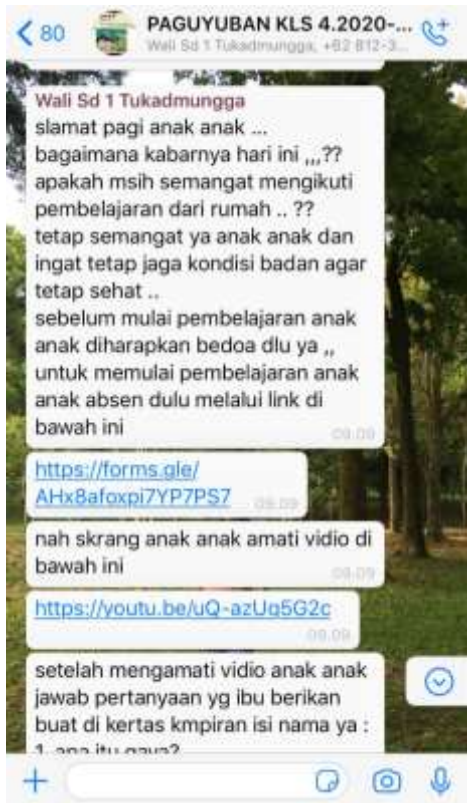 80
PAGUYUBAN KLS 4.2020-...
Wali Sd 1 Tukadmungga, +62 812-3...
Wali Sd 1 Tukadmungga
slamat pagi anak anak ...
bagaimana kabarnya hari ini ,,,??
apakah msih semangat mengikuti
pembelajaran dari rumah .. ??
tetap semangat ya anak anak dan
ingat tetap jaga kondisi badan agar
tetap sehat ..
sebelum mulai pembelajaran anak
anak diharapkan bedoa dlu ya ,,
untuk memulai pembelajaran anak
anak absen dulu melalui link di
bawah ini
09.09
https://forms.gle/
AHx8afoxpi7YP7PS7
09.09
nah skrang anak anak amati vidio di
bawah ini
09.09
https://youtu.be/uQ-azUq5G2c
09.09
setelah mengamati vidio anak anak
jawab pertanyaan yg ibu berikan
buat di kertas kmpiran isi nama ya :
1. apa itu gaya?